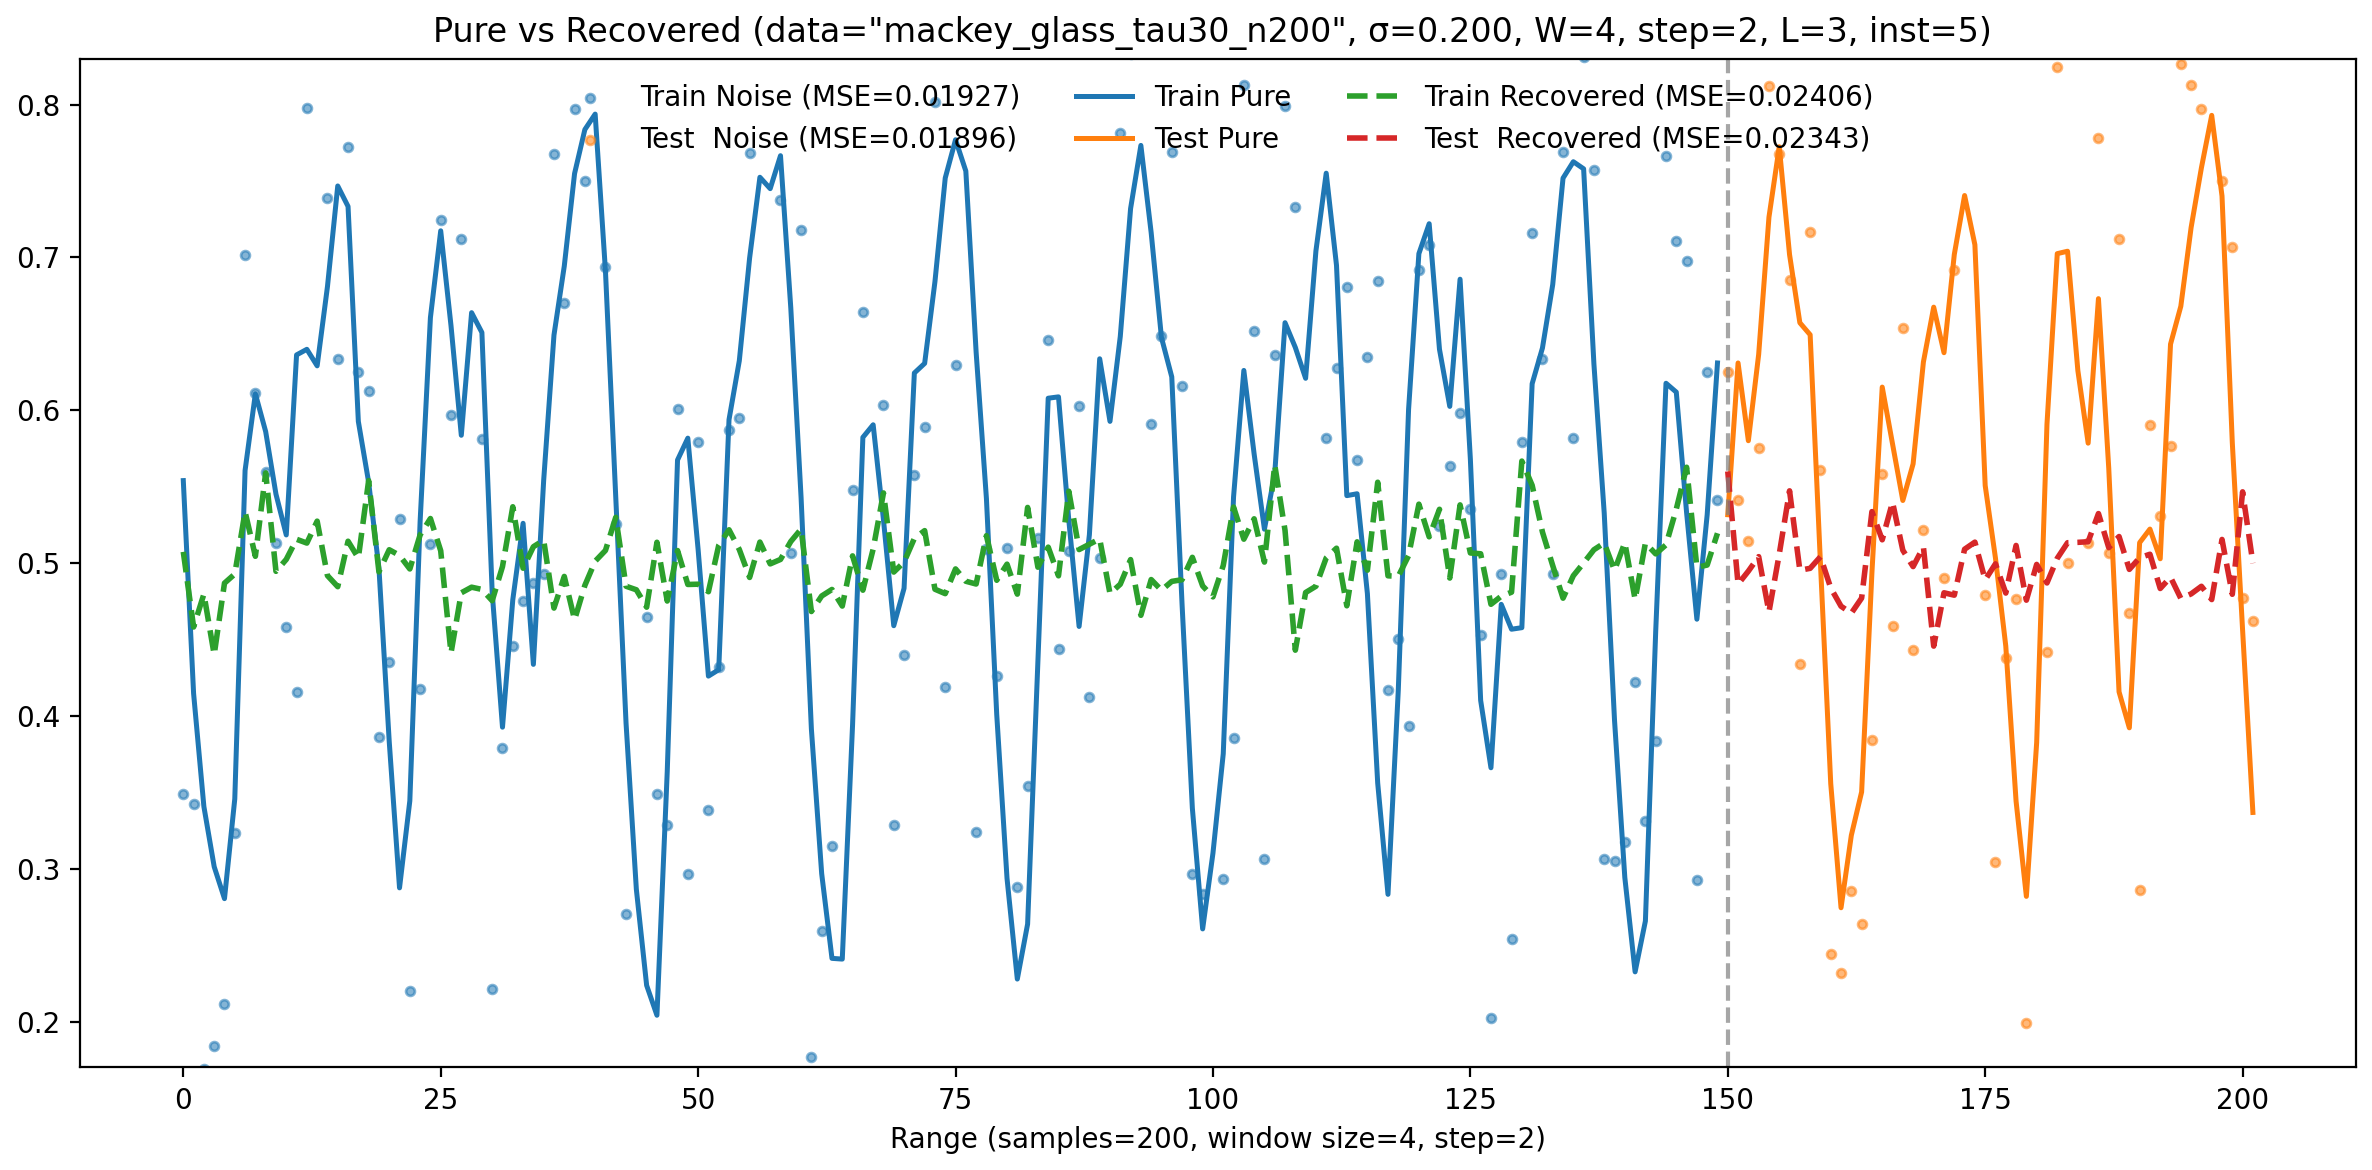 Pure vs Recovered (data="mackey_glass_tau30_n200", σ=0.200, W=4, step=2, L=3, inst=5)
Train Noise (MSE=0.01927) Train Pure Train Recovered (MSE=0.02406)
Test  Noise (MSE=0.01896) Test Pure Test  Recovered (MSE=0.02343)
0.8
0.7
0.6
0.5
0.4
0.3
0.2
0 25 50 75 100 125 150 175 200
Range (samples=200, window size=4, step=2)